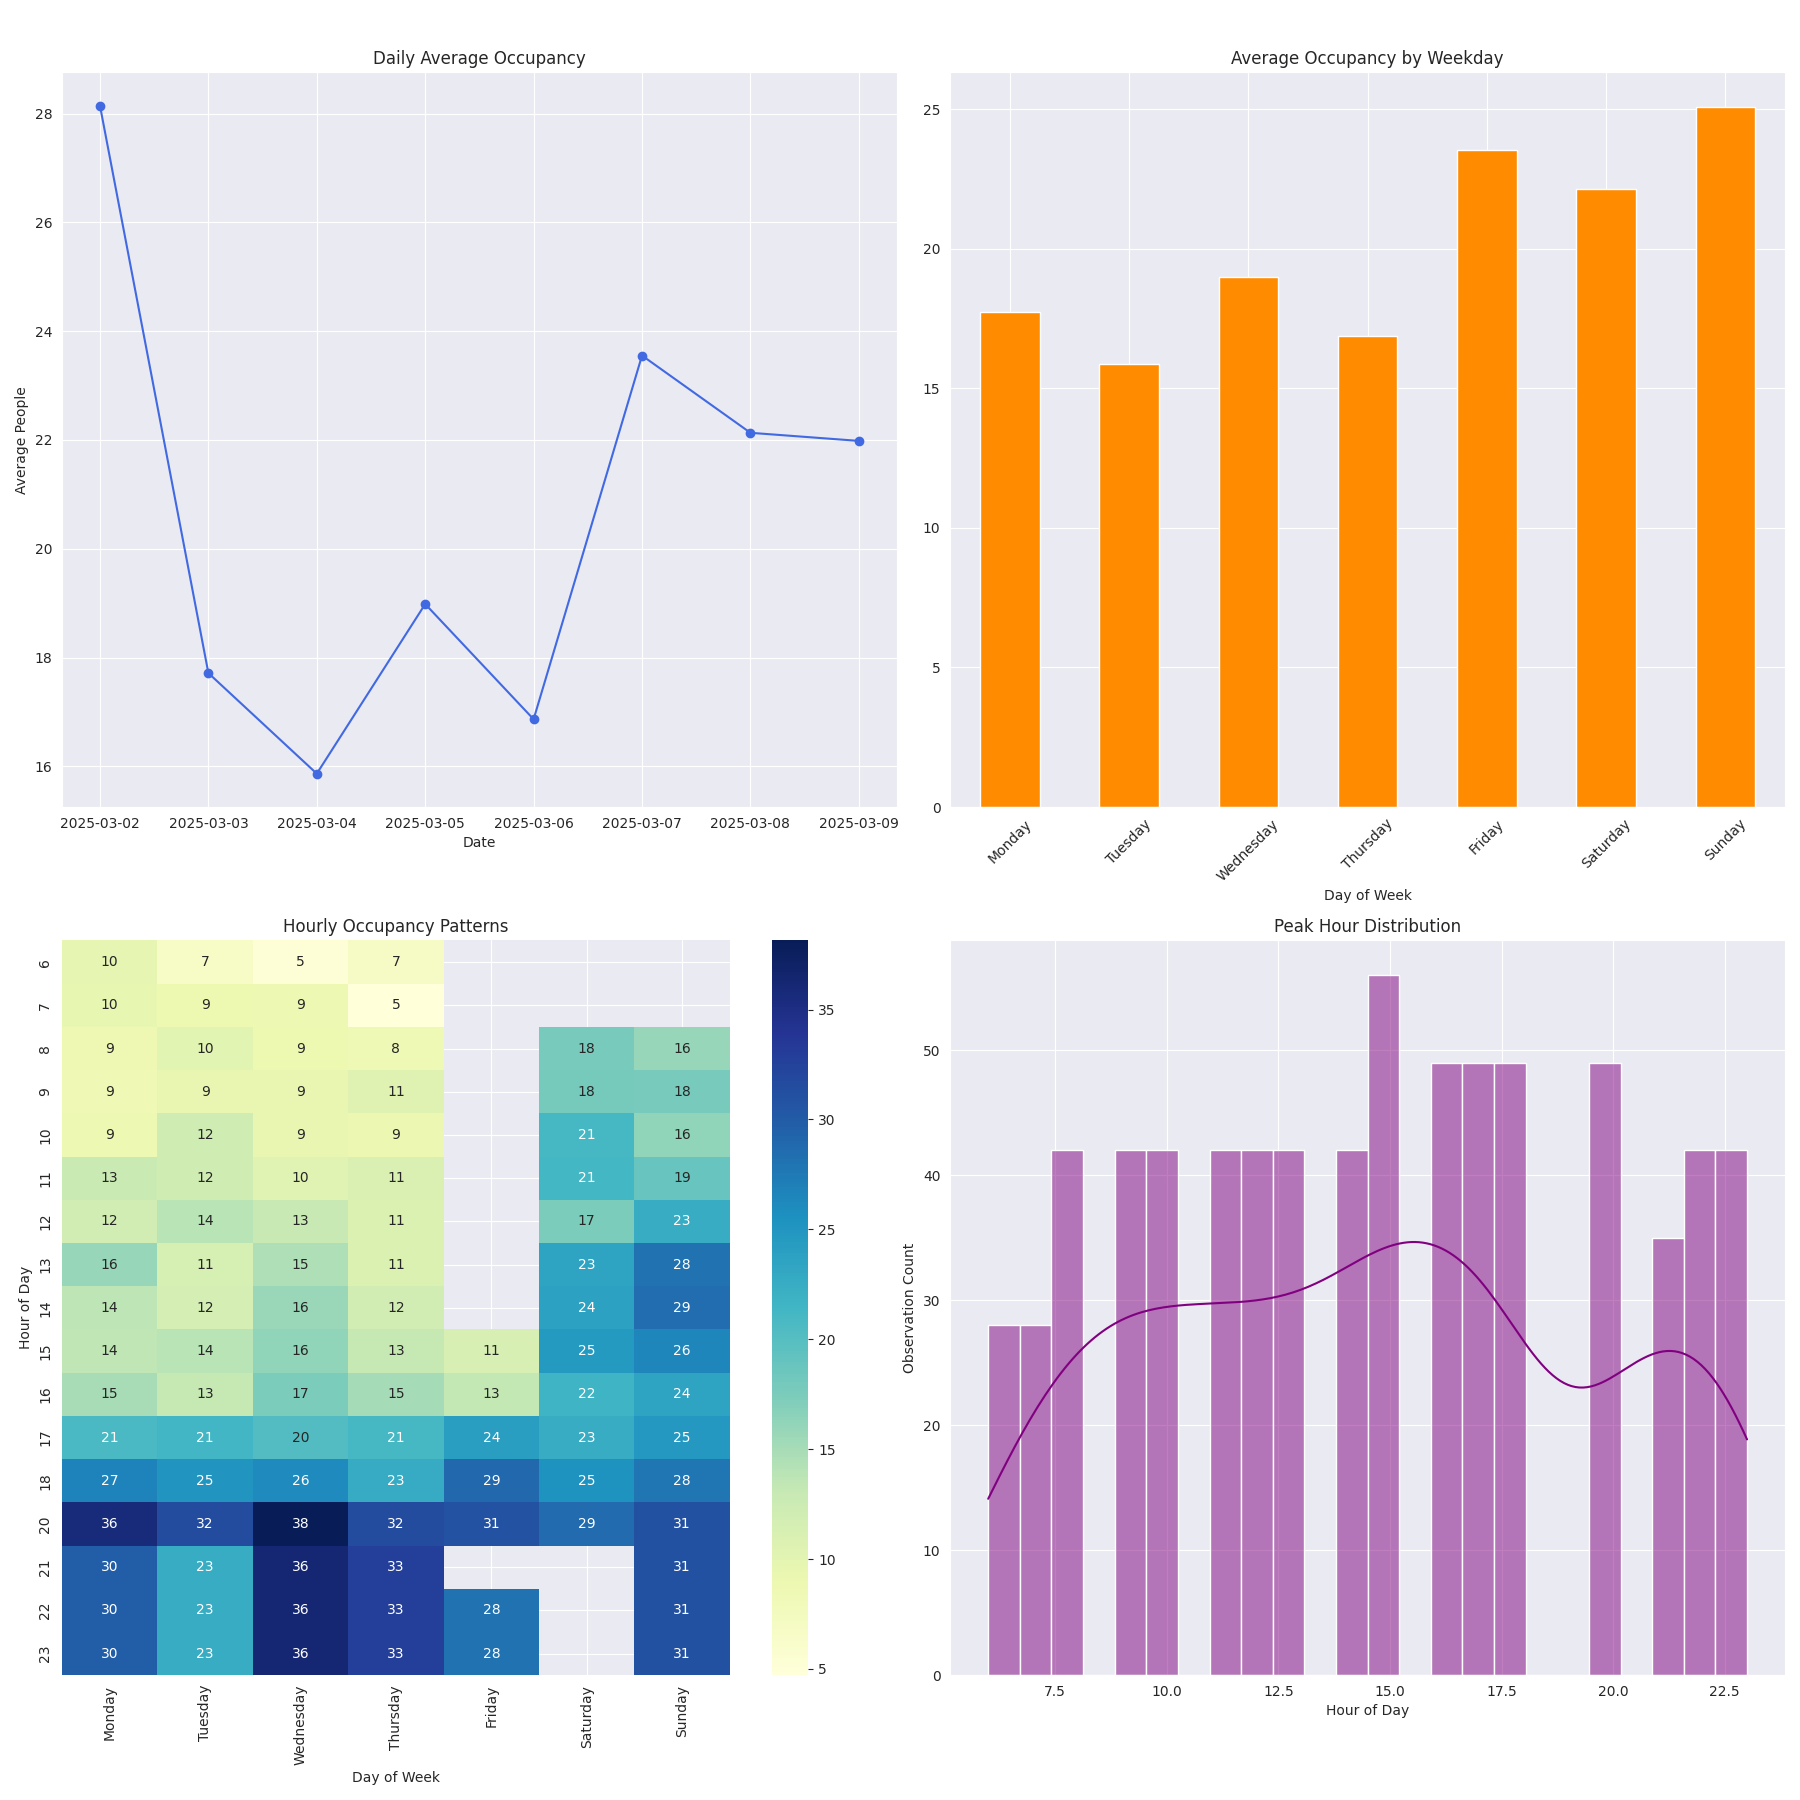 Daily Average Occupancy
28
26
24
22
20
18
16
Average People
2025-03-02 2025-03-03 2025-03-04 2025-03-05 2025-03-06 2025-03-07 2025-03-08 2025-03-09
Date
Average Occupancy by Weekday
25
20
15
10
5
0
Monday Tuesday Wednesday Thursday Friday Saturday Sunday
Day of Week
Hourly Occupancy Patterns
Hour of Day
6 10 7 5 7
7 10 9 9 5
8 9 10 9 8 18 16
9 9 9 9 11 18 18
10 9 12 9 9 21 16
11 13 12 10 11 21 19
12 12 14 13 11 17 23
13 16 11 15 11 23 28
14 14 12 16 12 24 29
15 14 14 16 13 11 25 26
16 15 13 17 15 13 22 24
17 21 21 20 21 24 23 25
18 27 25 26 23 29 25 28
20 36 32 38 32 31 29 31
21 30 23 36 33 31
22 30 23 36 33 28 31
23 30 23 36 33 28 31
Monday Tuesday Wednesday Thursday Friday Saturday Sunday
Day of Week
35
30
25
20
15
10
5
Peak Hour Distribution
Observation Count
50
40
30
20
10
0
7.5 10.0 12.5 15.0 17.5 20.0 22.5
Hour of Day